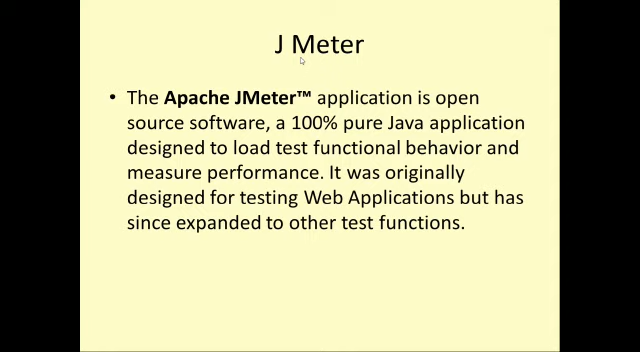 J Meter
• The Apache JMeter™ application is open
source software, a 100% pure Java application
designed to load test functional behavior and
measure performance. It was originally
designed for testing Web Applications but has
since expanded to other test functions.